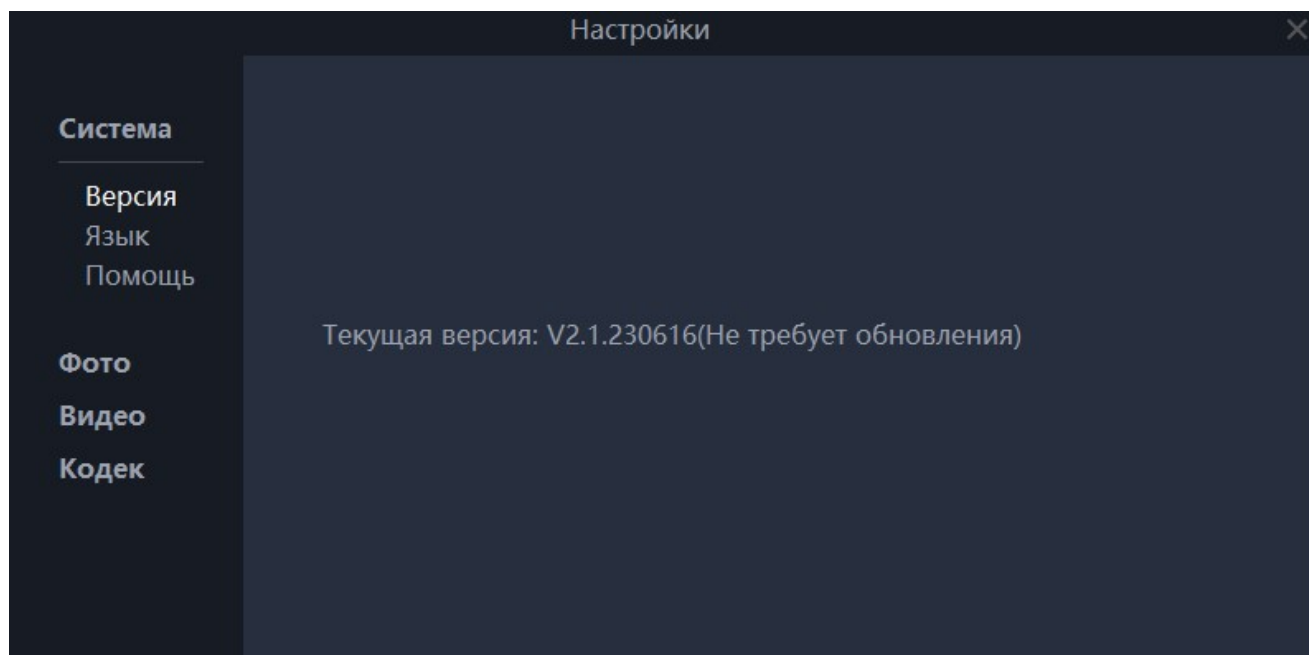 Настройки
Система
Версия
Язык
Помощь
Фото
Видео
Кодек
Текущая версия: V2.1.230616(Не требует обновления)